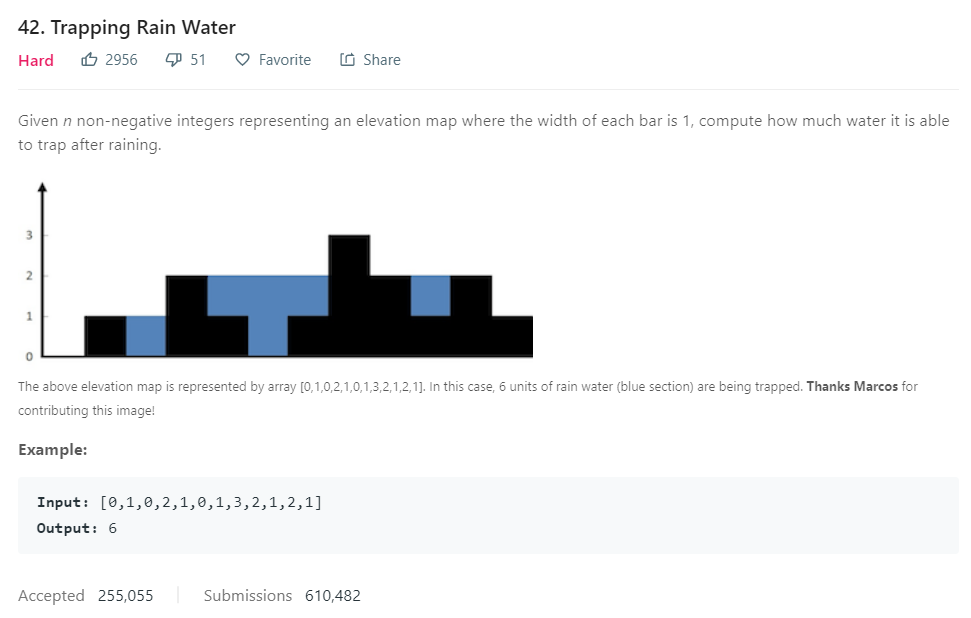 42. Trapping Rain Water
Hard 2956 51 Favorite Share
Given n non-negative integers representing an elevation map where the width of each bar is 1, compute how much water it is able
to trap after raining.
3
2
1
0
The above elevation map is represented by array [0,1,0,2,1,0,1,3,2,1,2,1]. In this case, 6 units of rain water (blue section) are being trapped. Thanks Marcos for
contributing this image!
Example:
Input: [0,1,0,2,1,0,1,3,2,1,2,1]
Output: 6
Accepted 255,055 Submissions 610,482